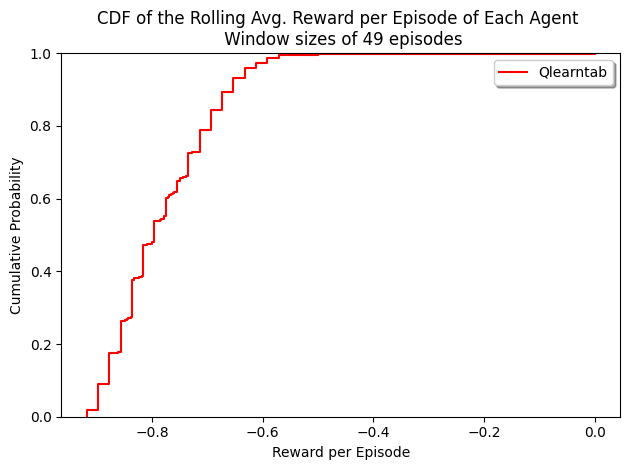 CDF of the Rolling Avg. Reward per Episode of Each Agent
Window sizes of 49 episodes
Qlearntab
1.0
0.8
0.6
0.4
0.2
0.0
Cumulative Probability
−0.8
−0.6
−0.4
−0.2
0.0
Reward per Episode